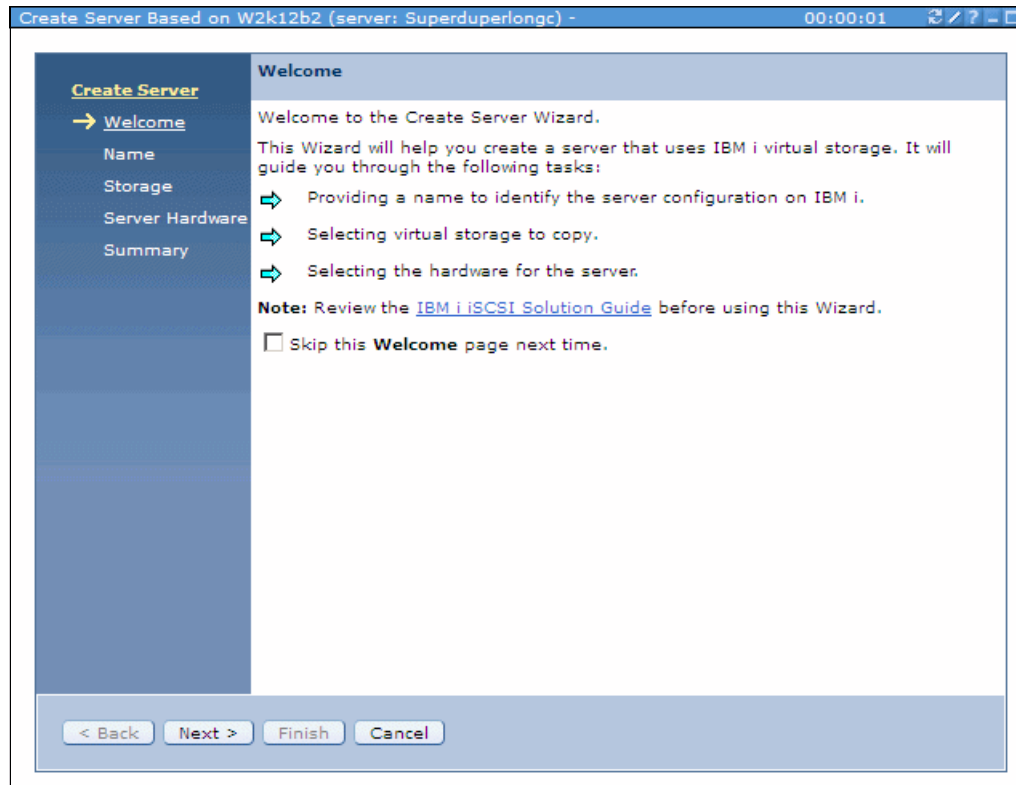 Create Server Based on W2k12b2 (server: Superduperlongc) - 00:00:01
Create Server
Welcome
Name
Storage
Server Hardware
Summary
Welcome
Welcome to the Create Server Wizard.
This Wizard will help you create a server that uses IBM i virtual storage. It will
guide you through the following tasks:
Providing a name to identify the server configuration on IBM i.
Selecting virtual storage to copy.
Selecting the hardware for the server.
Note: Review the IBM i iSCSI Solution Guide before using this Wizard.
Skip this Welcome page next time.
< Back Next > Finish Cancel